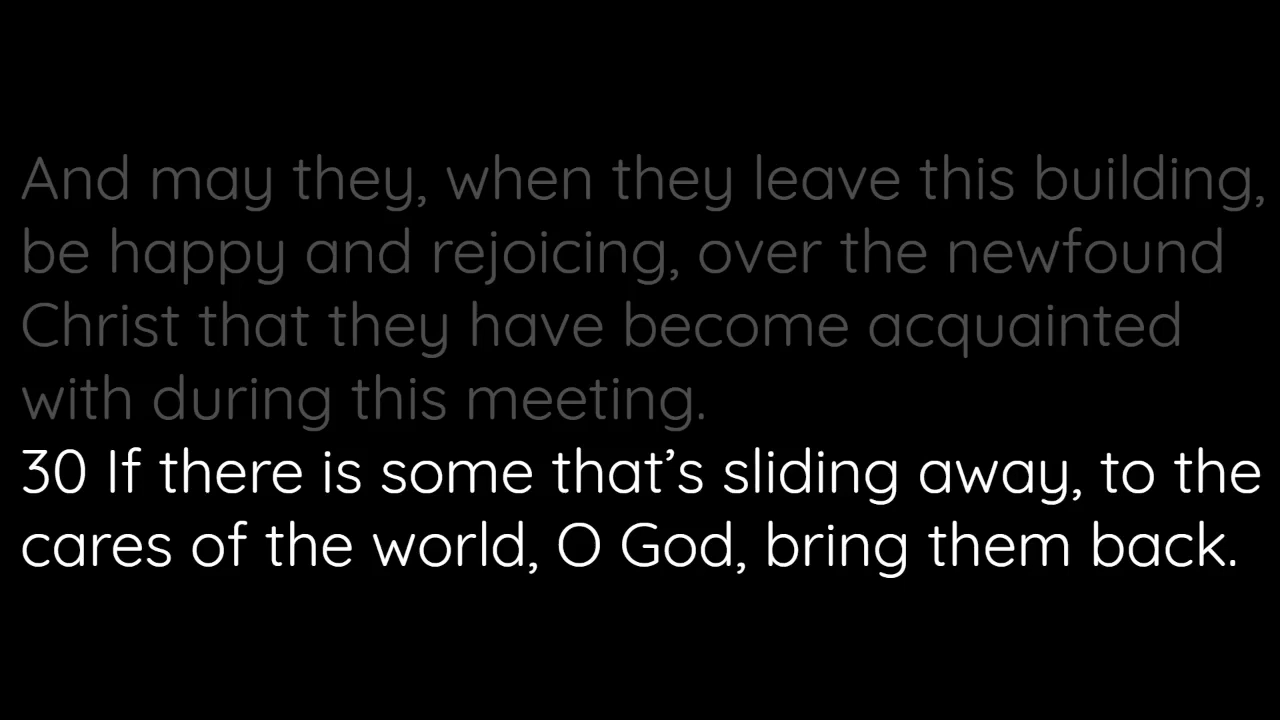 And may they, when they leave this building,
be happy and rejoicing, over the newfound
Christ that they have become acquainted
with during this meeting.
30 If there is some that’s sliding away, to the
cares of the world, O God, bring them back.